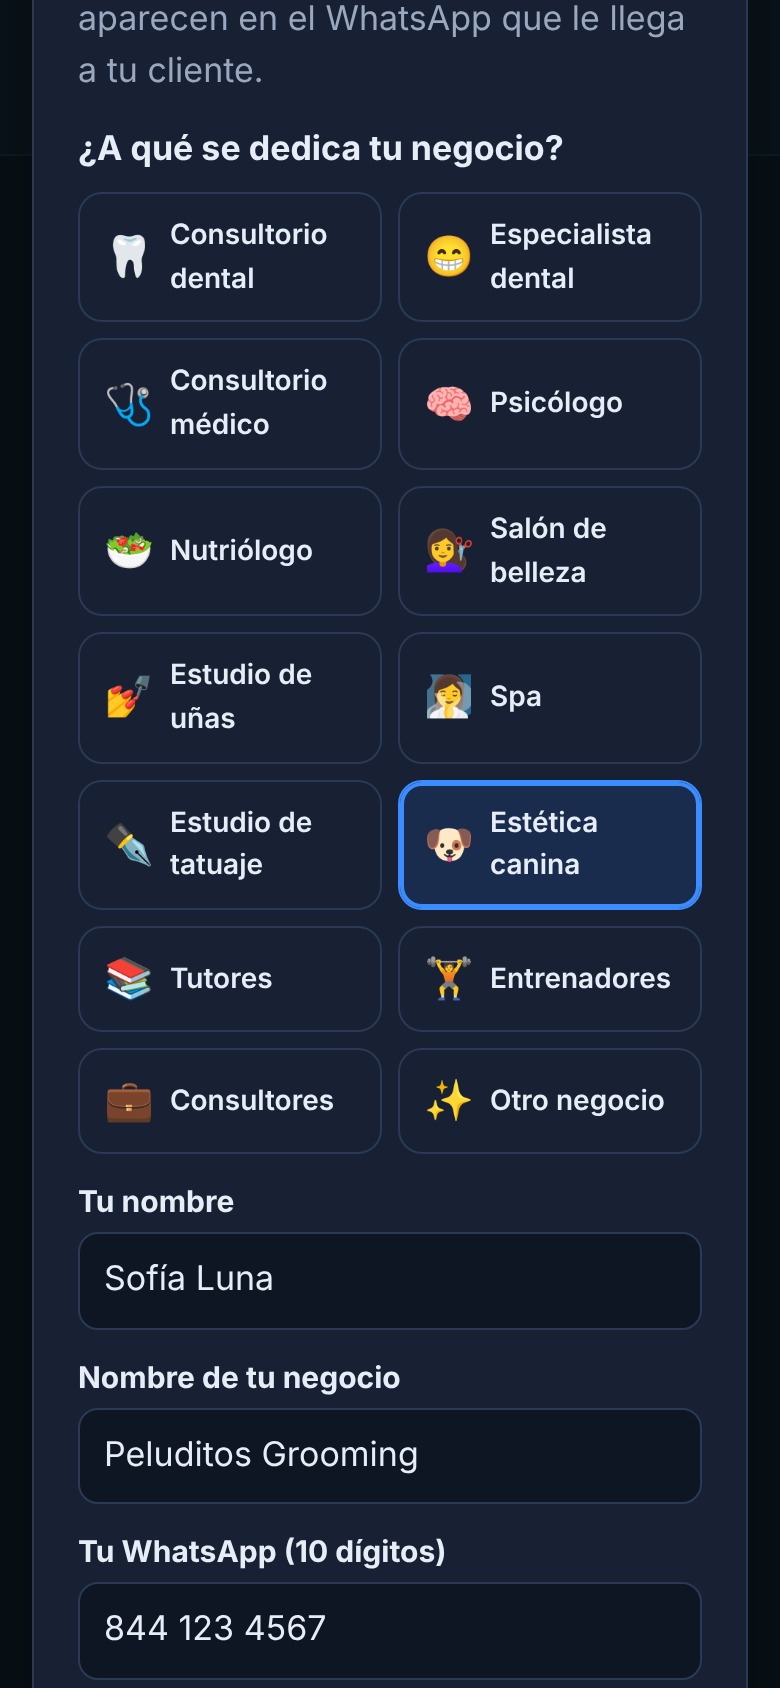 aparecen en el WhatsApp que le llega
a tu cliente.
¿A qué se dedica tu negocio?
Consultorio
dental
Especialista
dental
Consultorio
médico
Psicólogo
Nutriólogo
Salón de
belleza
Estudio de
uñas
Spa
Estudio de
tatuaje
Estética
canina
Tutores
Entrenadores
Consultores
Otro negocio
Tu nombre
Sofía Luna
Nombre de tu negocio
Peluditos Grooming
Tu WhatsApp (10 dígitos)
844 123 4567